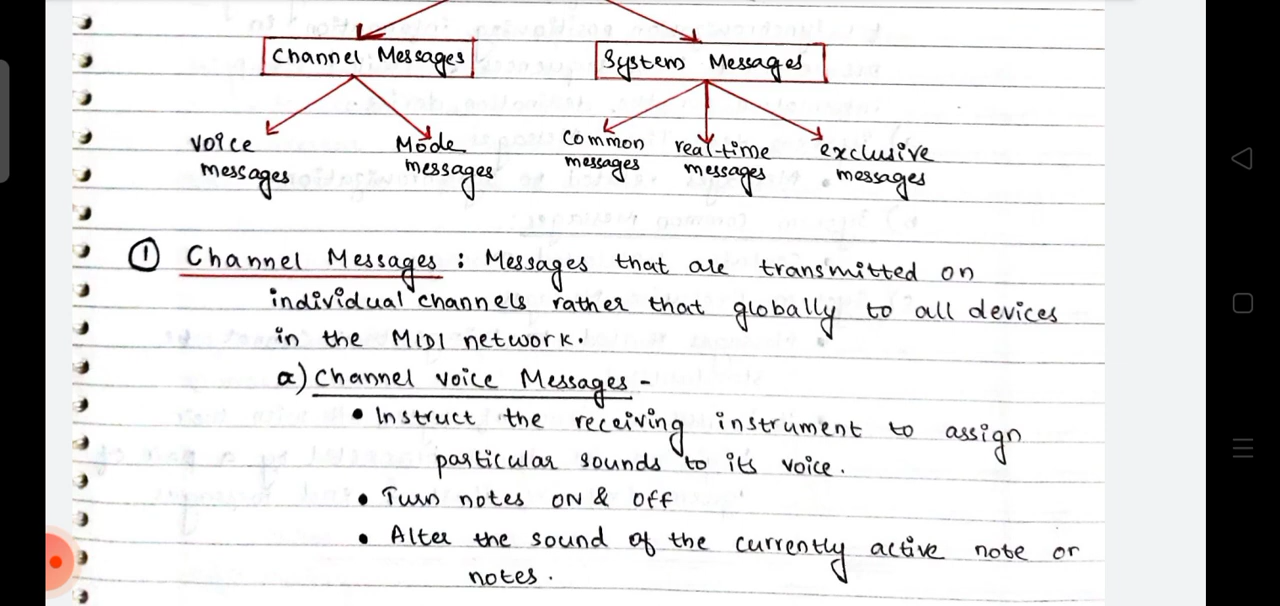 Channel Messages
System Messages
voice
messages
Mode
messages
common
messages
real-time
messages
exclusive
messages
① Channel Messages : Messages that are transmitted on
individual channels rather that globally to all devices
in the MIDI network.
a) Channel voice Messages -
• Instruct the receiving instrument to assign
particular sounds to its voice.
• Turn notes ON & Off
• Alter the sound of the currently active note or
notes.